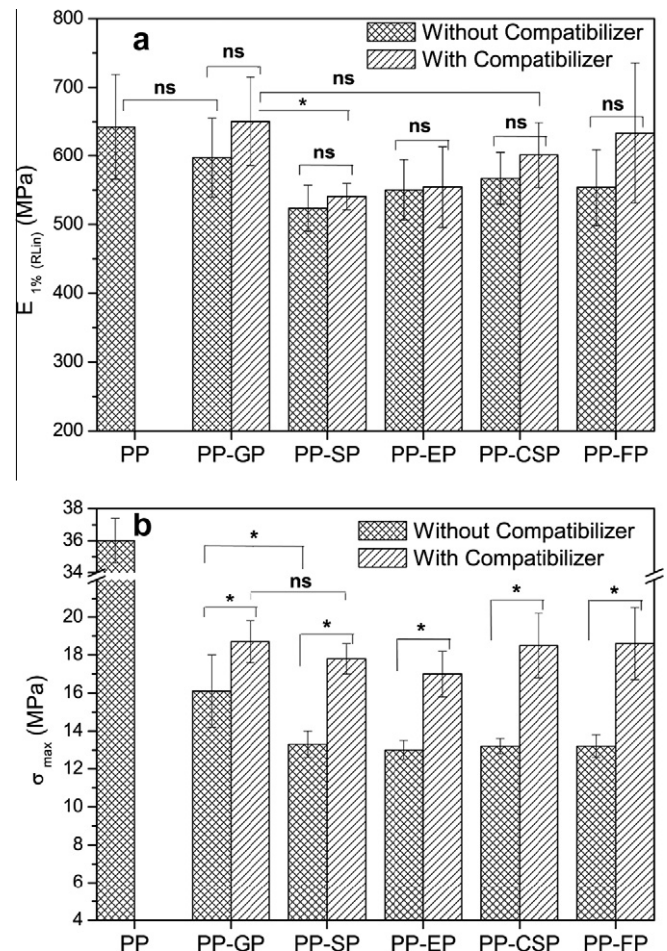 a
Without Compatibilizer
With Compatibilizer
800
700
600
500
400
300
200
E 1% (RLin) (MPa)
ns
ns
ns
*
ns
ns
ns
ns
PP
PP-GP
PP-SP
PP-EP
PP-CSP
PP-FP
b
Without Compatibilizer
With Compatibilizer
38
36
34
20
18
16
14
12
10
8
6
4
σ max (MPa)
*
ns
*
*
*
*
*
PP
PP-GP
PP-SP
PP-EP
PP-CSP
PP-FP